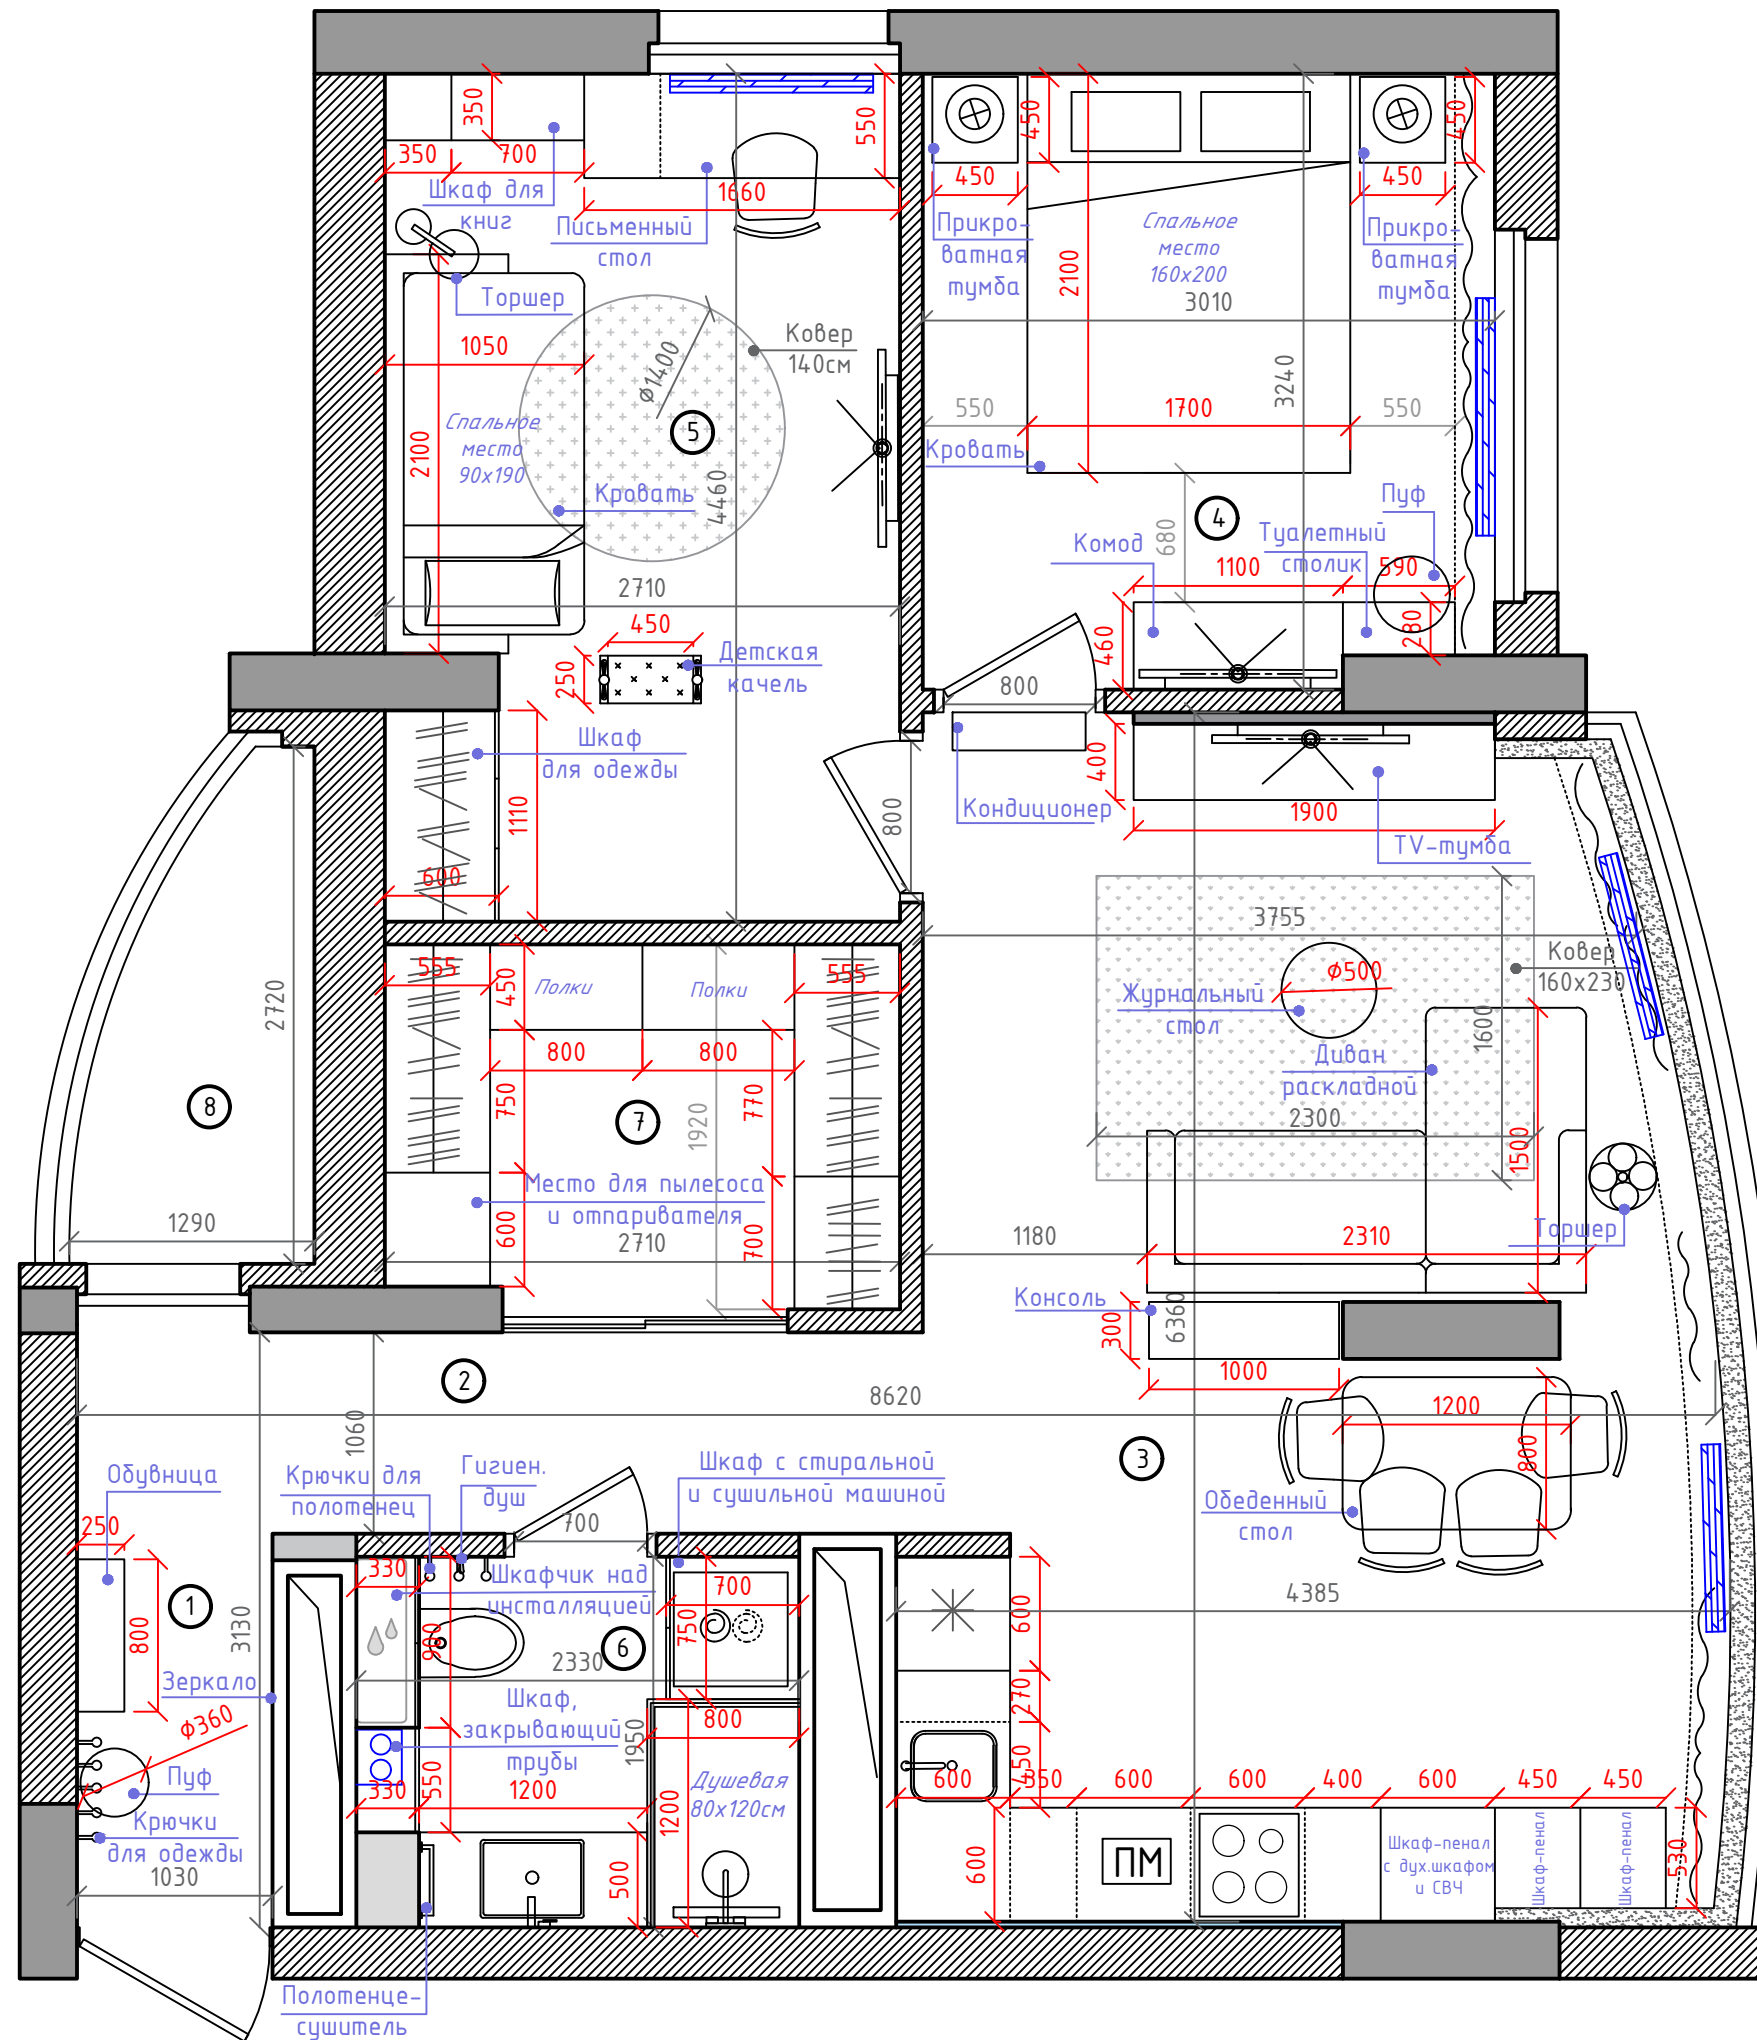 350
550
450
450
350
700
1660
450
450
Шкаф для
книг
Письменный
стол
Прикро-
ватная
тумба
Спальное
место
160х200
Прикро-
ватная
тумба
2100
3010
Торшер
1050
Ковер
140см
ø1400
3240
5
2100
Спальное
место
90х190
Кровать
4460
550
1700
550
Кровать
4
Пуф
680
Комод
Туалетный
столик
1100
590
2710
450
250
Детская
качель
460
280
800
Шкаф
для одежды
1110
600
400
Кондиционер
1900
TV-тумба
800
3755
Ковер
160х230
555
450
Полки
Полки
555
ø500
Журнальный
стол
2720
1600
800
800
750
770
Диван
раскладной
8
7
1920
2300
1500
Место для пылесоса
и отпаривателя
600
700
2710
1290
1180
2310
Торшер
Консоль
300
6360
1000
2
8620
1200
1060
800
3
Обувница
Крючки для
полотенец
Гигиен.
душ
Шкаф с стиральной
и сушильной машиной
Обеденный
стол
250
700
330
Шкафчик над
инсталляцией
700
750
600
4385
1
800
3130
900
6
2330
Зеркало
Шкаф,
закрывающий
трубы
270
ø360
800
1950
450
Пуф
330
550
1200
Душевая
80х120см
1200
600
350
600
600
400
600
450
450
Крючки
для одежды
1030
500
600
ПМ
Шкаф-пенал
с дух.шкафом
и СВЧ
Шкаф-пенал
Шкаф-пенал
530
Полотенце-
сушитель